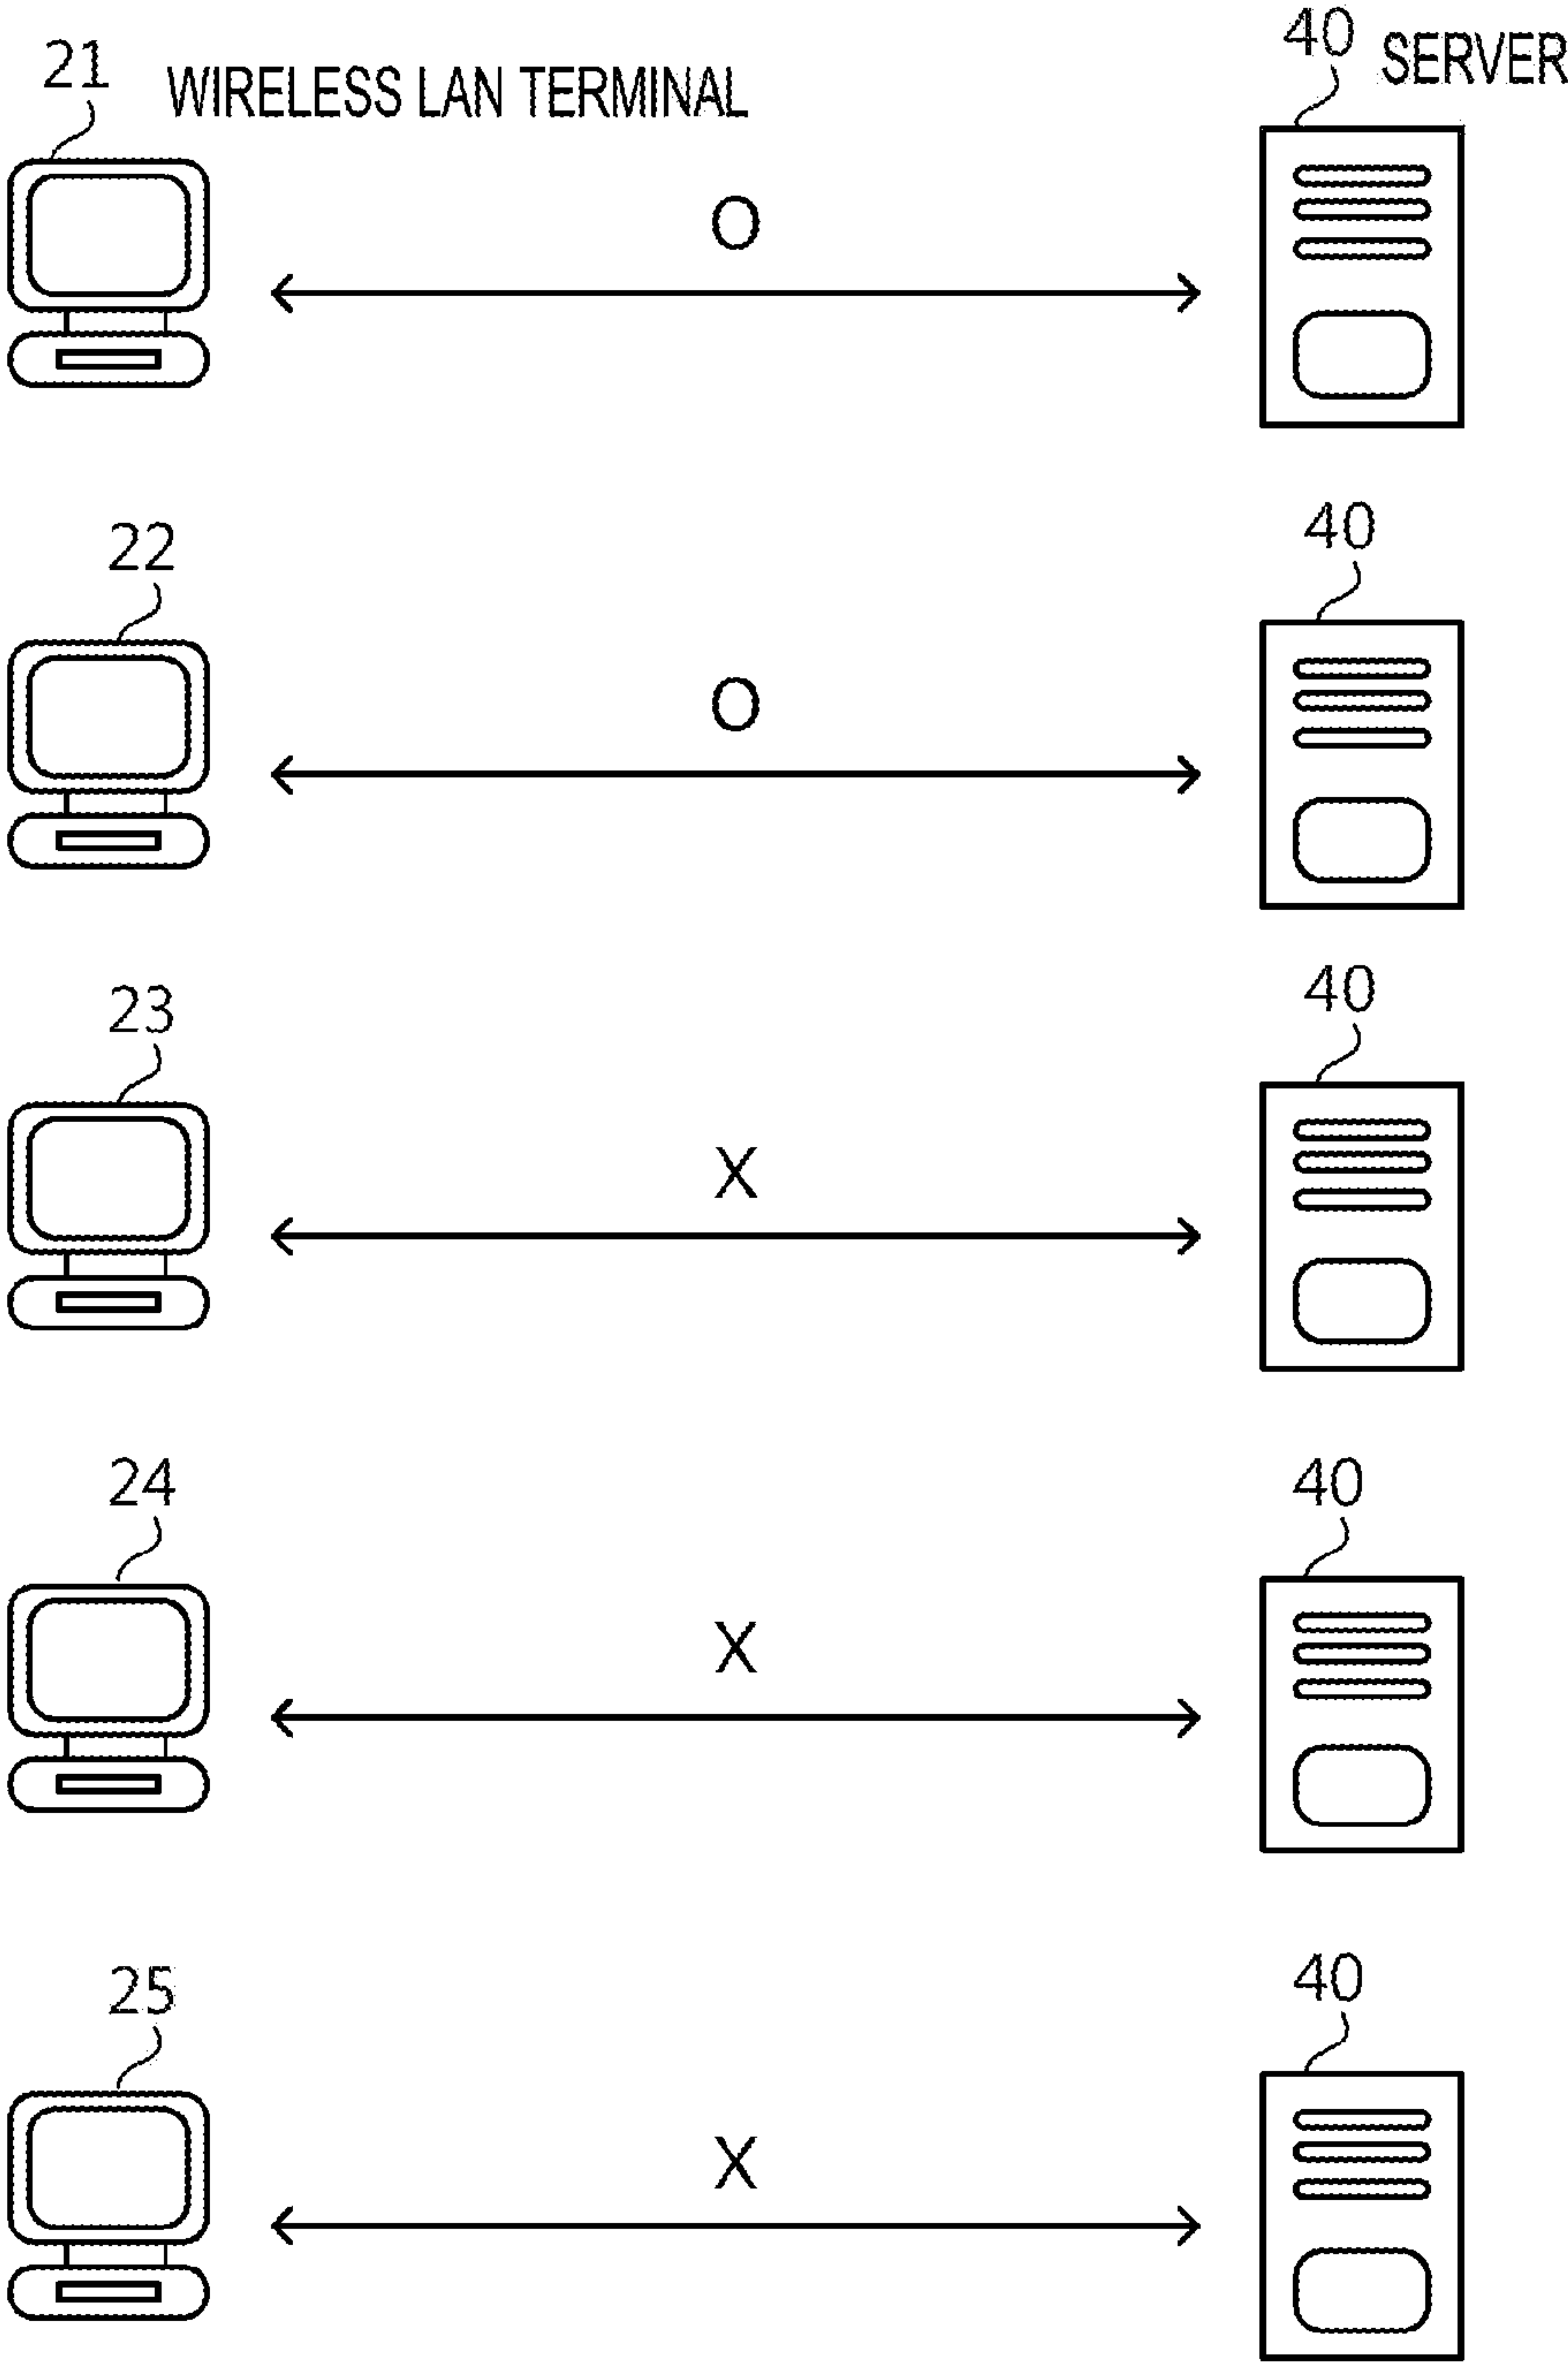 21 WIRELESS LAN TERMINAL 40 SERVER
O
22 40
O
23 40
X
24 40
X
25 40
X